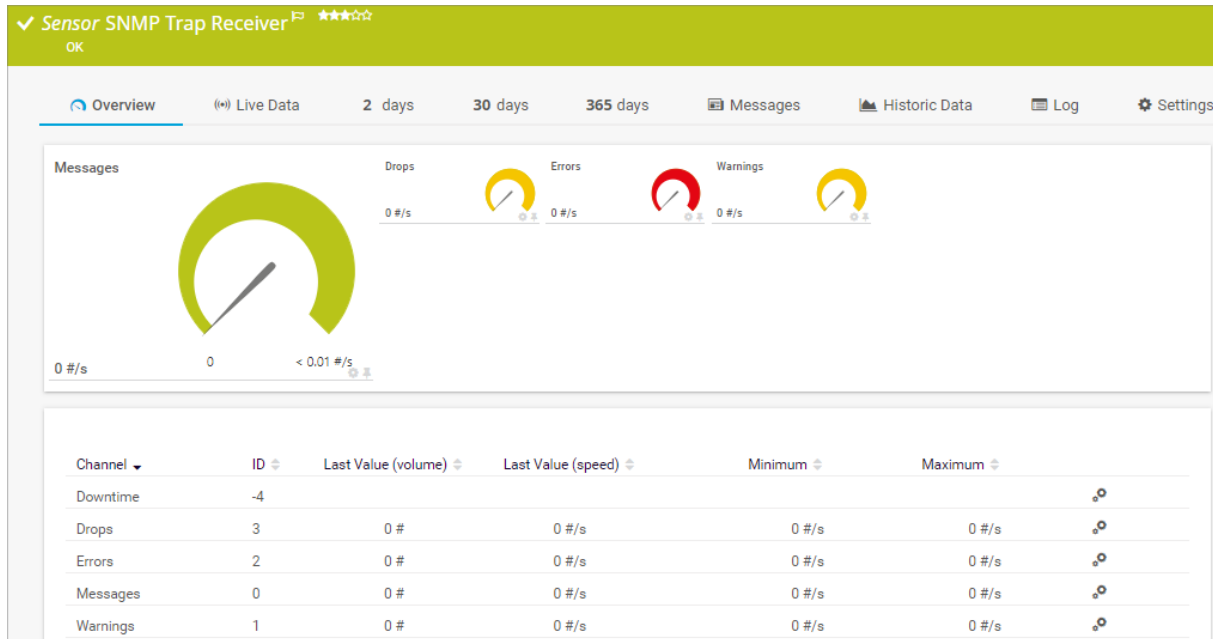 Sensor SNMP Trap Receiver
OK
Overview Live Data 2 days 30 days 365 days Messages Historic Data Log Settings
Messages
Drops
0 #/s
Errors
0 #/s
Warnings
0 #/s
0 < 0.01 #/s
0 #/s
Channel ID Last Value (volume) Last Value (speed) Minimum Maximum
Downtime -4
Drops 3 0 # 0 #/s 0 #/s 0 #/s
Errors 2 0 # 0 #/s 0 #/s 0 #/s
Messages 0 0 # 0 #/s 0 #/s 0 #/s
Warnings 1 0 # 0 #/s 0 #/s 0 #/s